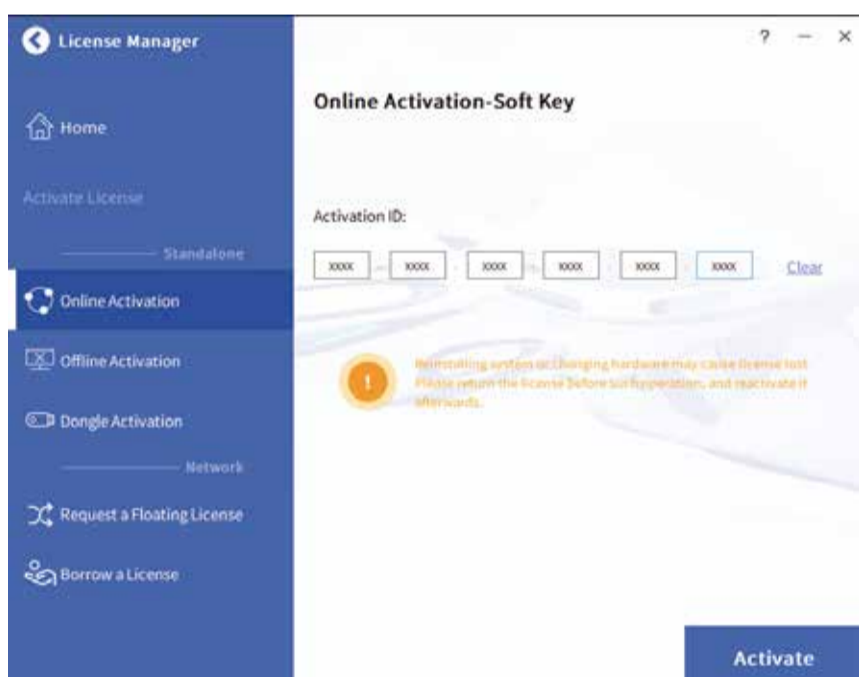 License Manager
Home
Activate License
Standalone
Online Activation
Offline Activation
Dongle Activation
Network
Request a Floating License
Borrow a License
? — ×
Online Activation-Soft Key
Activation ID:
xxxx - xxxx - xxxx - xxxx - xxxx - xxxx Clear
Reinstalling system or changing hardware may cause license lost
Please return the license before such operation, and reactivate it
afterwards.
Activate